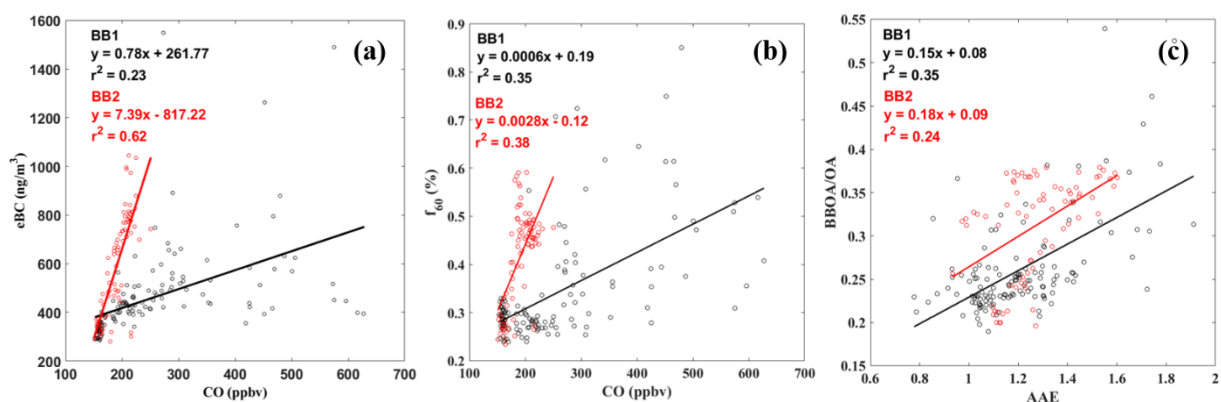 (a)
BB1
y = 0.78x + 261.77
r² = 0.23
BB2
y = 7.39x - 817.22
r² = 0.62
eBC (ng/m³)
1600
1400
1200
1000
800
600
400
200
100
200
300
400
500
600
700
CO (ppbv)
(b)
BB1
y = 0.0006x + 0.19
r² = 0.35
BB2
y = 0.0028x - 0.12
r² = 0.38
f₆₀ (%)
0.9
0.8
0.7
0.6
0.5
0.4
0.3
0.2
100
200
300
400
500
600
700
CO (ppbv)
(c)
BB1
y = 0.15x + 0.08
r² = 0.35
BB2
y = 0.18x + 0.09
r² = 0.24
BBOA/OA
0.55
0.5
0.45
0.4
0.35
0.3
0.25
0.2
0.15
0.6
0.8
1
1.2
1.4
1.6
1.8
2
AAE